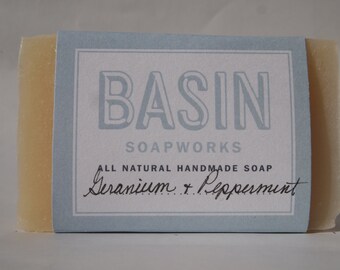 BASIN
SOAPWORKS
ALL NATURAL HANDMADE SOAP
Geranium + Peppermint